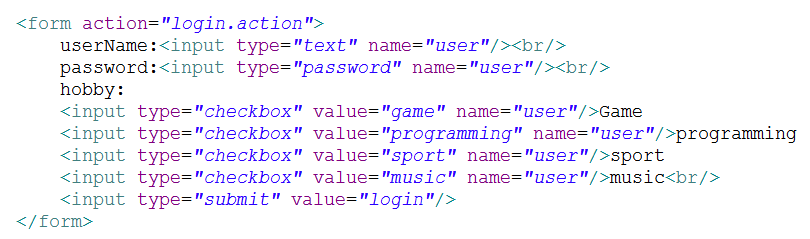 <form action="login.action">
userName:<input type="text" name="user"/><br/>
password:<input type="password" name="user"/><br/>
hobby:
<input type="checkbox" value="game" name="user"/>Game
<input type="checkbox" value="programming" name="user"/>programming
<input type="checkbox" value="sport" name="user"/>sport
<input type="checkbox" value="music" name="user"/>music<br/>
<input type="submit" value="login"/>
</form>